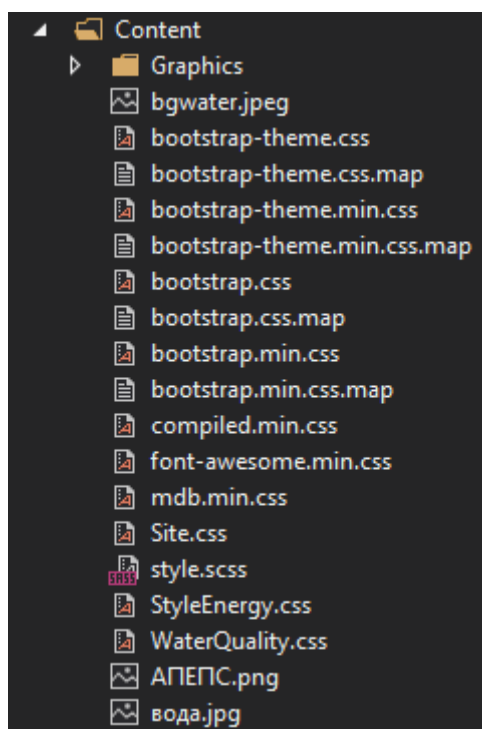 Content
Graphics
bgwater.jpeg
bootstrap-theme.css
bootstrap-theme.css.map
bootstrap-theme.min.css
bootstrap-theme.min.css.map
bootstrap.css
bootstrap.css.map
bootstrap.min.css
bootstrap.min.css.map
compiled.min.css
font-awesome.min.css
mdb.min.css
Site.css
SASS style.scss
StyleEnergy.css
WaterQuality.css
АПЕПС.png
вода.jpg